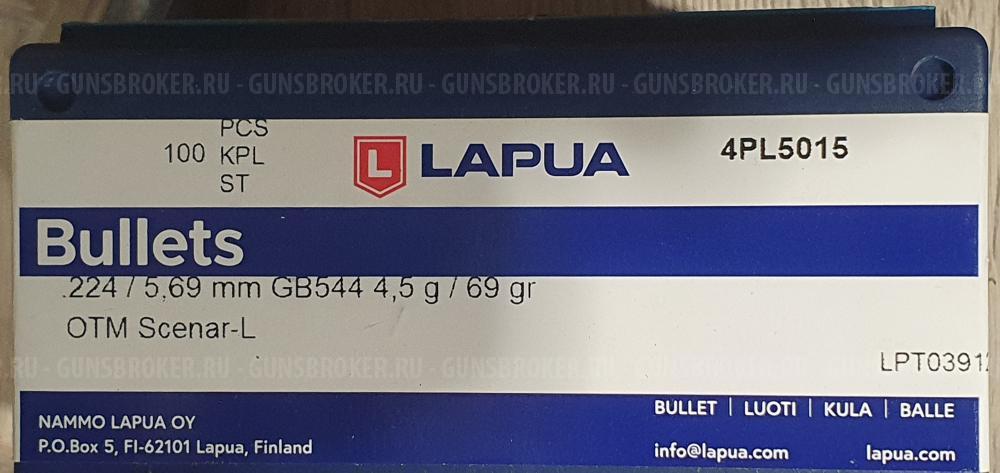 RU - GUNSBROKER.RU - GUNSBROKER.RU - GUNSBROKER.RU - GUNSBROKER.RU - GUNSBROKER.RU
PCS
100 KPL
ST
L LAPUA
4PL5015
Bullets
.224 / 5,69 mm GB544 4,5 g / 69 gr
OTM Scenar-L
RU - GUNSBROKER.RU - GUNSBROKER.RU - GUNSBROKER.RU - GUNSBROKER.RU - GUNSBROKER.RU
LPT0391
NAMMO LAPUA OY
P.O.Box 5, FI-62101 Lapua, Finland
BULLET | LUOTI | KULA | BALLE
info@lapua.com lapua.com